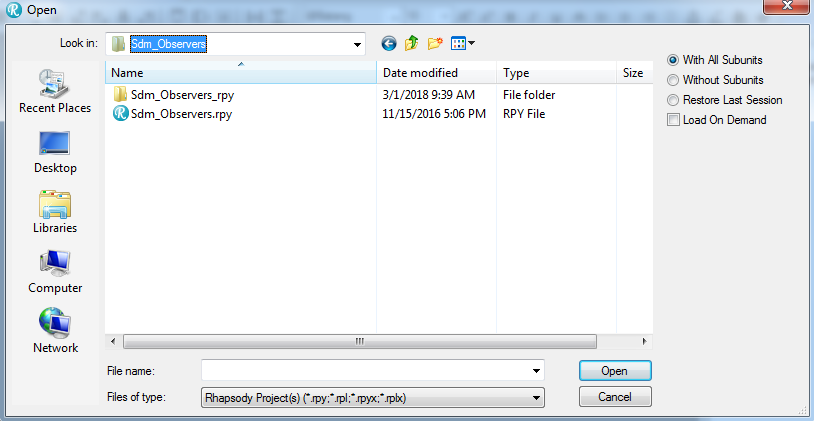 Open
Look in: Sdm_Observers
Recent Places
Desktop
Libraries
Computer
Network
Name Date modified Type Size
Sdm_Observers_rpy 3/1/2018 9:39 AM File folder
Sdm_Observers.rpy 11/15/2016 5:06 PM RPY File
With All Subunits
Without Subunits
Restore Last Session
Load On Demand
File name: Open
Files of type: Rhapsody Project(s) (*.rpy;*.rpl;*.rpyx;*.rplx) Cancel